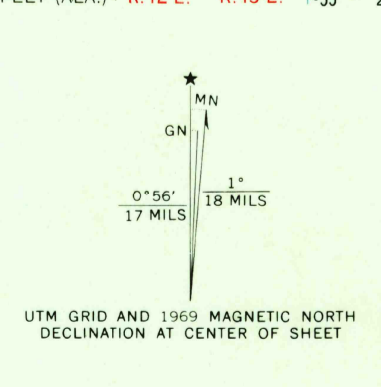 R. 12 E.
MN
GN
0°56′
17 MILS
1°
18 MILS
UTM GRID AND 1969 MAGNETIC NORTH
DECLINATION AT CENTER OF SHEET